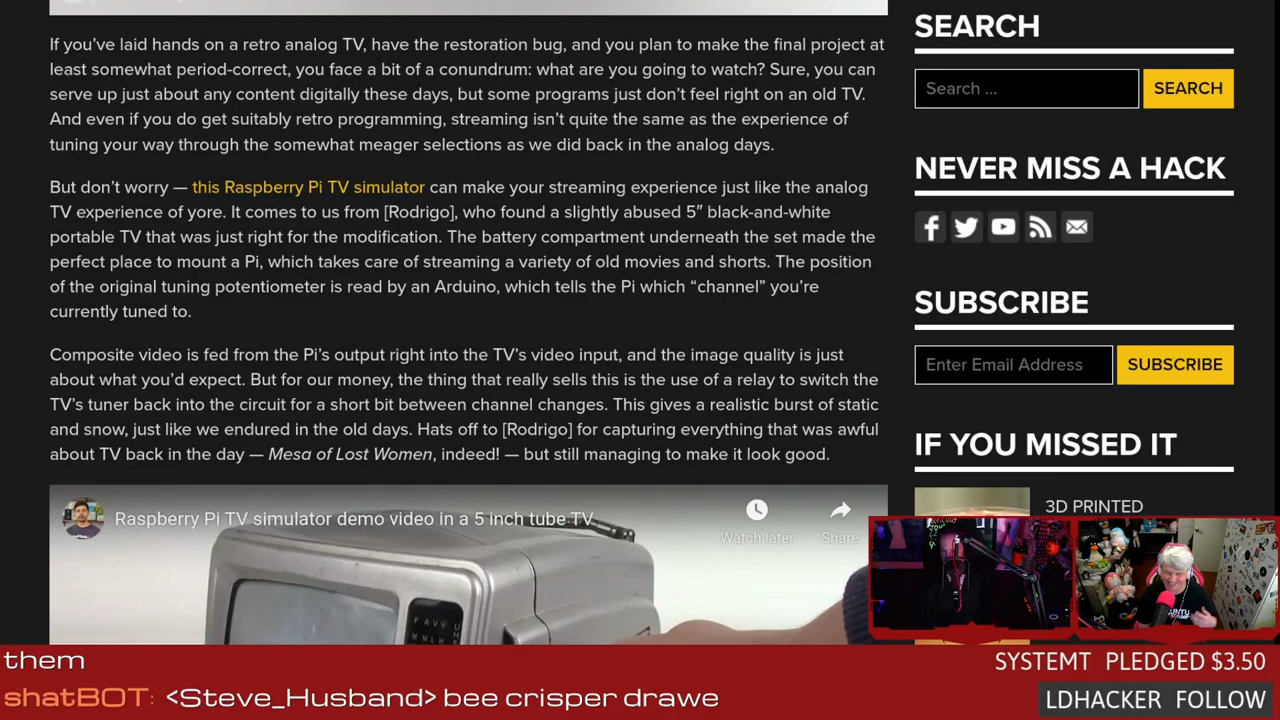 If you've laid hands on a retro analog TV, have the restoration bug, and you plan to make the final project at
least somewhat period-correct, you face a bit of a conundrum: what are you going to watch? Sure, you can
serve up just about any content digitally these days, but some programs just don't feel right on an old TV.
And even if you do get suitably retro programming, streaming isn't quite the same as the experience of
tuning your way through the somewhat meager selections as we did back in the analog days.
But don't worry — this Raspberry Pi TV simulator can make your streaming experience just like the analog
TV experience of yore. It comes to us from [Rodrigo], who found a slightly abused 5″ black-and-white
portable TV that was just right for the modification. The battery compartment underneath the set made the
perfect place to mount a Pi, which takes care of streaming a variety of old movies and shorts. The position
of the original tuning potentiometer is read by an Arduino, which tells the Pi which “channel” you're
currently tuned to.
Composite video is fed from the Pi's output right into the TV's video input, and the image quality is just
about what you'd expect. But for our money, the thing that really sells this is the use of a relay to switch the
TV's tuner back into the circuit for a short bit between channel changes. This gives a realistic burst of static
and snow, just like we endured in the old days. Hats off to [Rodrigo] for capturing everything that was awful
about TV back in the day — Mesa of Lost Women, indeed! — but still managing to make it look good.
Raspberry Pi TV simulator demo video in a 5 inch tube TV
Watch later
Share
SEARCH
Search ...
SEARCH
NEVER MISS A HACK
SUBSCRIBE
Enter Email Address
SUBSCRIBE
IF YOU MISSED IT
3D PRINTED
them
SYSTEMT PLEDGED $3.50
shatBOT: <Steve_Husband> bee crisper drawe
LDHACKER FOLLOW